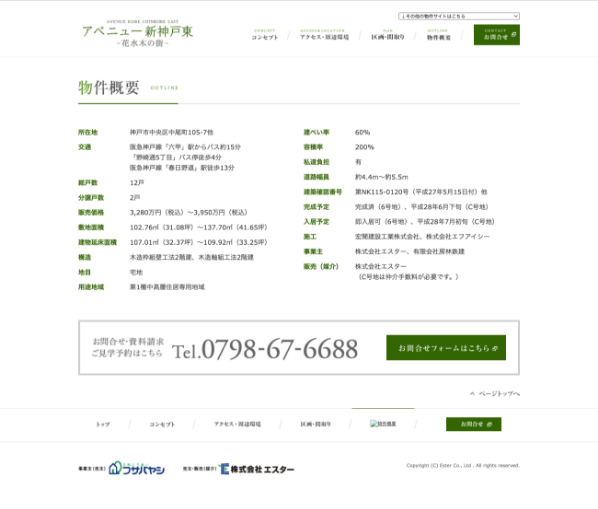 AVENUE KOBE SHINKOBE EAST
アベニュー新神戸東
-花水木の街-
↓その他の物件サイトはこちら
CONCEPT
コンセプト
ACCESS&LOCATION
アクセス・周辺環境
MAP
区画・間取り
OUTLINE
物件概要
CONTACT
お問合せ
物件概要 OUTLINE
所在地 神戸市中央区中尾町105-7他
交通 阪急神戸線「六甲」駅からバス約15分
「野崎通5丁目」バス停徒歩4分
阪急神戸線「春日野道」駅徒歩13分
総戸数 12戸
分譲戸数 2戸
販売価格 3,280万円（税込）～3,950万円（税込）
敷地面積 102.76㎡（31.08坪）～137.70㎡（41.65坪）
建物延床面積 107.01㎡（32.37坪）～109.92㎡（33.25坪）
構造 木造枠組壁工法2階建、木造軸組工法2階建
地目 宅地
用途地域 第1種中高層住居専用地域
建ぺい率 60%
容積率 200%
私道負担 有
道路幅員 約4.4m～約5.5m
建築確認番号 第NK115-0120号（平成27年5月15日付）他
完成予定 完成済（6号地）、平成28年6月下旬（C号地）
入居予定 即入居可（6号地）、平成28年7月初旬（C号地）
施工 宏開建設工業株式会社、株式会社エフアイシー
事業主 株式会社エスター、有限会社房林鉄建
販売（媒介） 株式会社エスター
（C号地は仲介手数料が必要です。）
お問合せ・資料請求
ご見学予約はこちら
Tel.0798-67-6688
お問合せフォームはこちら
ページトップへ
トップ
コンセプト
アクセス・周辺環境
区画・間取り
物件概要
お問合せ
事業主(売主) フサバヤシ
売主・販売(媒介) 株式会社エスター
Copyright (C) Ester Co., Ltd . All rights reserved.